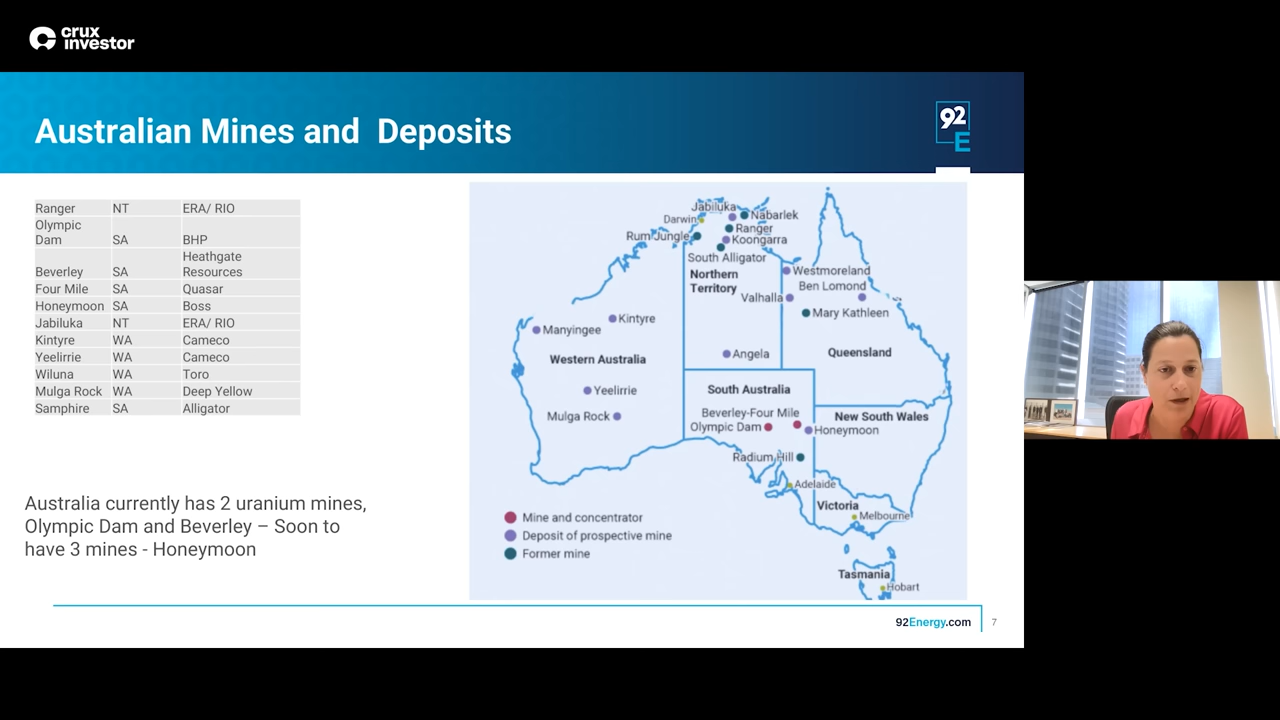 crux
investor
Australian Mines and Deposits
92
E
Ranger NT ERA/ RIO
Olympic
Dam SA BHP
Heathgate
Beverley SA Resources
Four Mile SA Quasar
Honeymoon SA Boss
Jabiluka NT ERA/ RIO
Kintyre WA Cameco
Yeelirrie WA Cameco
Wiluna WA Toro
Mulga Rock WA Deep Yellow
Samphire SA Alligator
Australia currently has 2 uranium mines,
Olympic Dam and Beverley – Soon to
have 3 mines - Honeymoon
Jabiluka
Darwin
Nabarlek
Rum Jungle
Ranger
Koongarra
South Alligator
Northern
Territory
Westmoreland
Ben Lomond
Valhalla
Mary Kathleen
Kintyre
Manyingee
Western Australia
Angela
Queensland
Yeelirrie
South Australia
Mulga Rock
Beverley-Four Mile
Olympic Dam
New South Wales
Honeymoon
Radium Hill
Adelaide
Victoria
Melbourne
Tasmania
Hobart
Mine and concentrator
Deposit of prospective mine
Former mine
92Energy.com
7